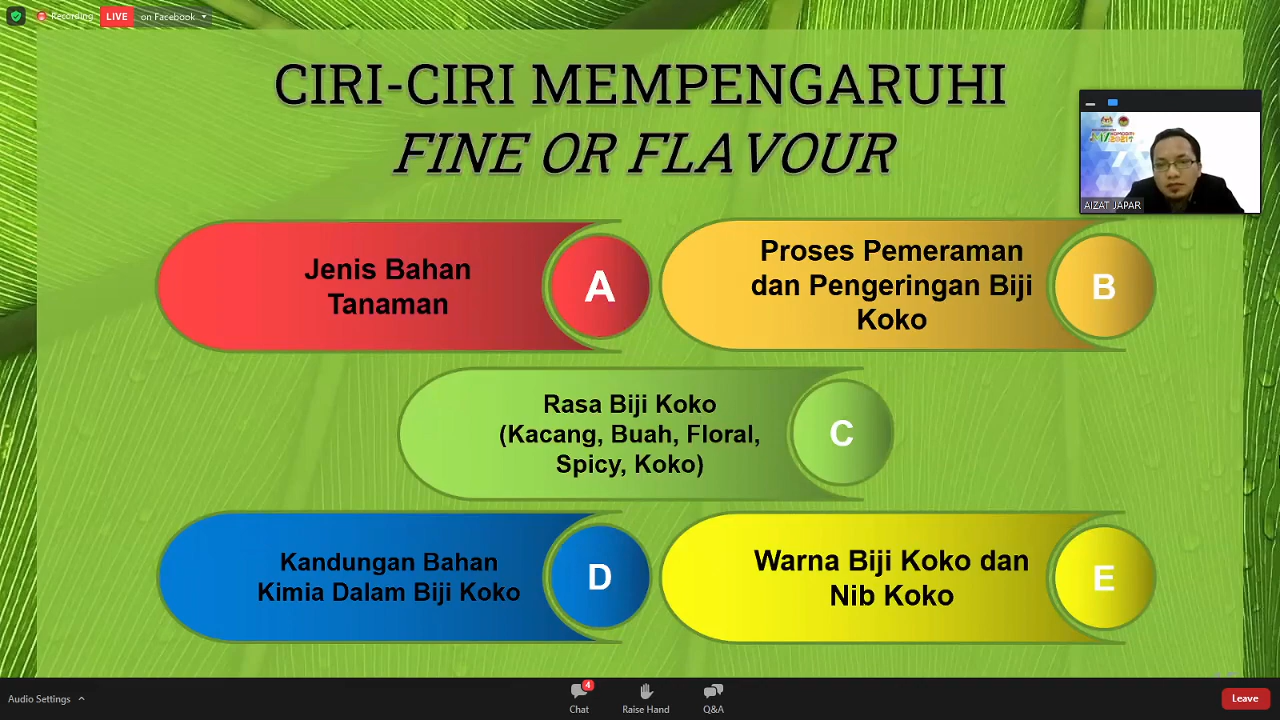 Recording
LIVE
on Facebook
CIRI-CIRI MEMPENGARUHI
FINE OR FLAVOUR
AIZAT JAPAR
Jenis Bahan
Tanaman
A
Proses Pemeraman
dan Pengeringan Biji
Koko
B
Rasa Biji Koko
(Kacang, Buah, Floral,
Spicy, Koko)
C
Kandungan Bahan
Kimia Dalam Biji Koko
D
Warna Biji Koko dan
Nib Koko
E
Audio Settings
4
Chat
Raise Hand
Q&A
Leave